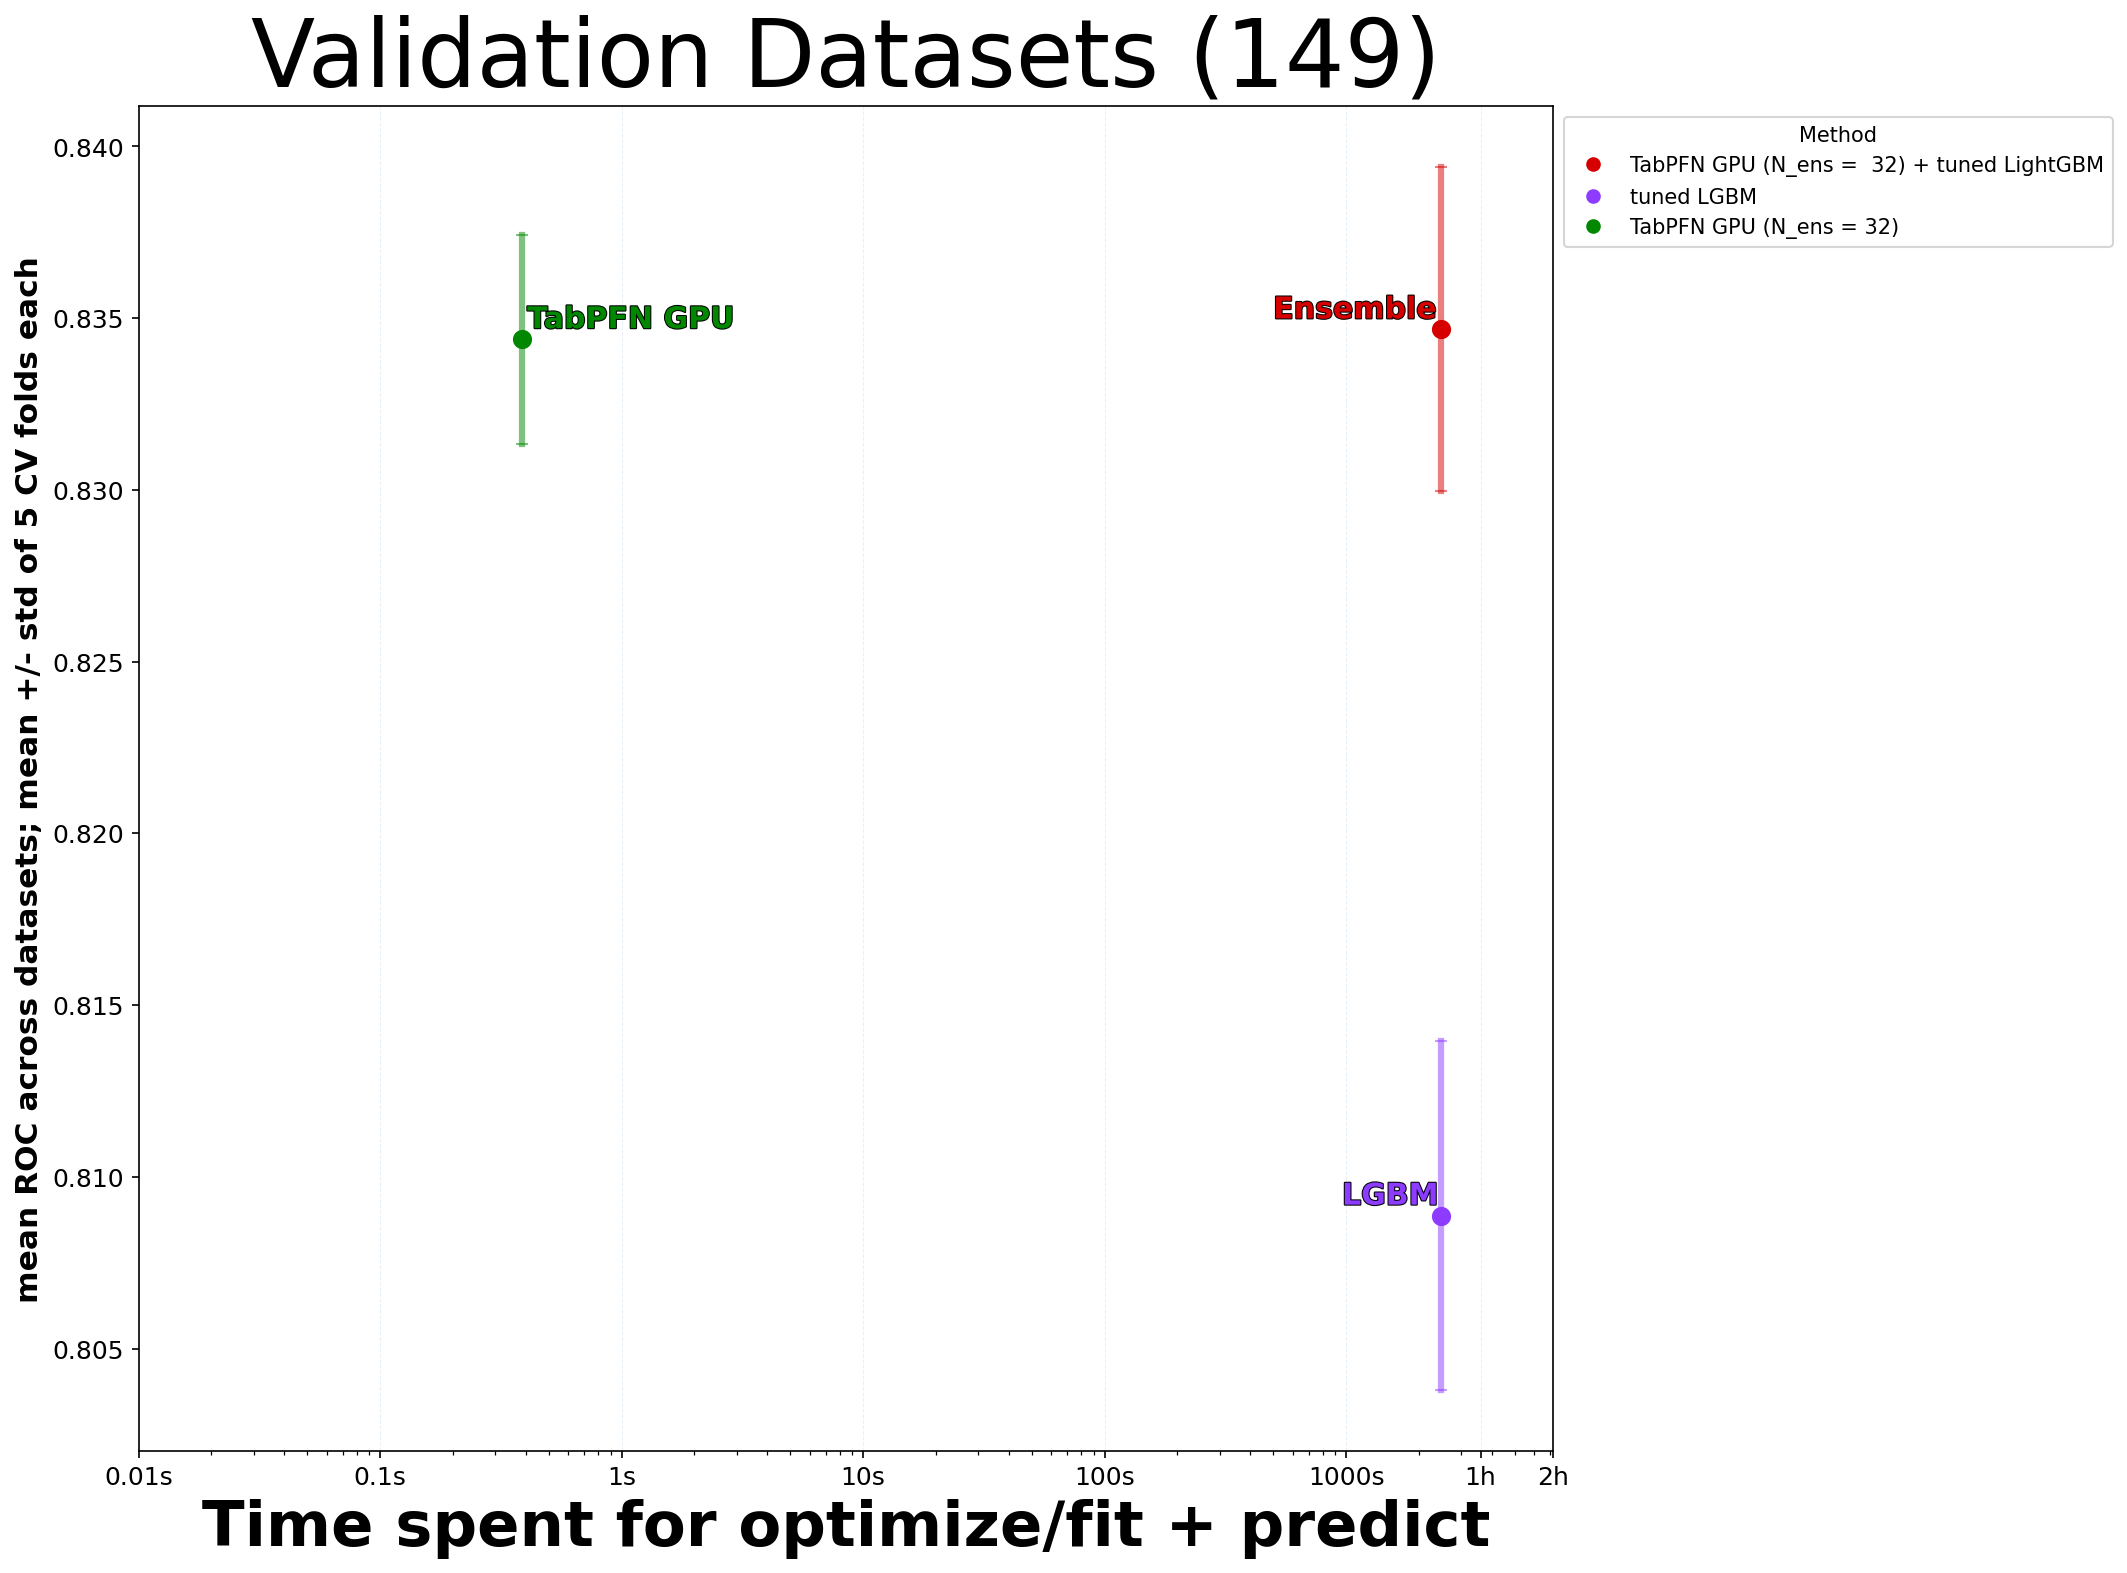 Validation Datasets (149)
mean ROC across datasets; mean +/- std of 5 CV folds each
0.840
0.835
0.830
0.825
0.820
0.815
0.810
0.805
TabPFN GPU
Ensemble
LGBM
0.01s 0.1s 1s 10s 100s 1000s 1h 2h
Time spent for optimize/fit + predict
Method
TabPFN GPU (N_ens =  32) + tuned LightGBM
tuned LGBM
TabPFN GPU (N_ens = 32)